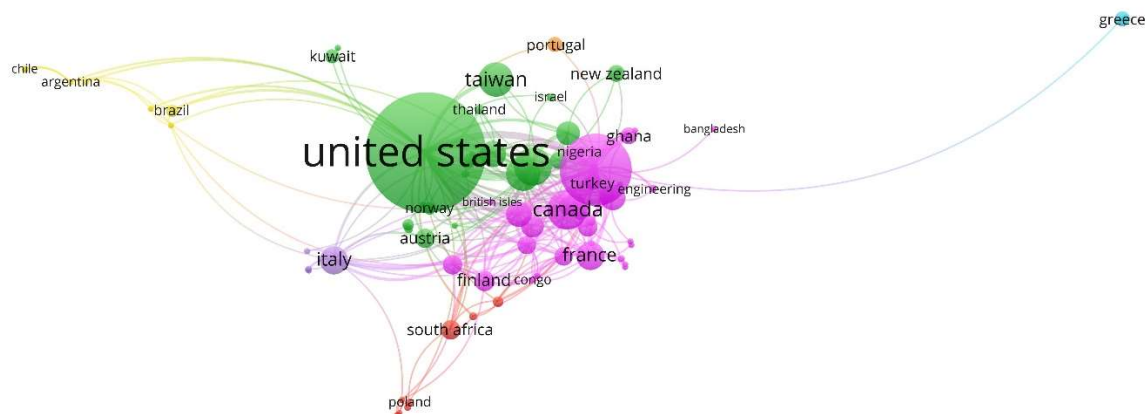 greece
portugal
kuwait
chile
argentina
taiwan
new zealand
israel
thailand
brazil
ghana
bangladesh
united states
nigeria
turkey
engineering
british isles
norway
canada
austria
italy
france
finland
congo
south africa
poland